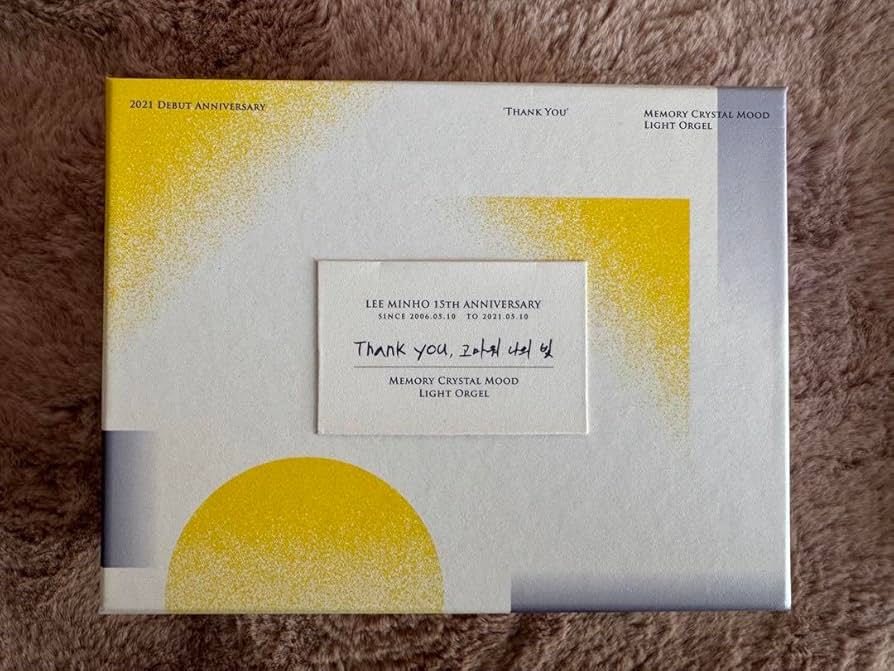 2021 Debut Anniversary
'Thank You'
Memory Crystal Mood
Light Orgel
LEE MINHO 15TH ANNIVERSARY
SINCE 2006.05.10 TO 2021.05.10
Thank you, 고마워 나의 빛
Memory Crystal Mood
Light Orgel